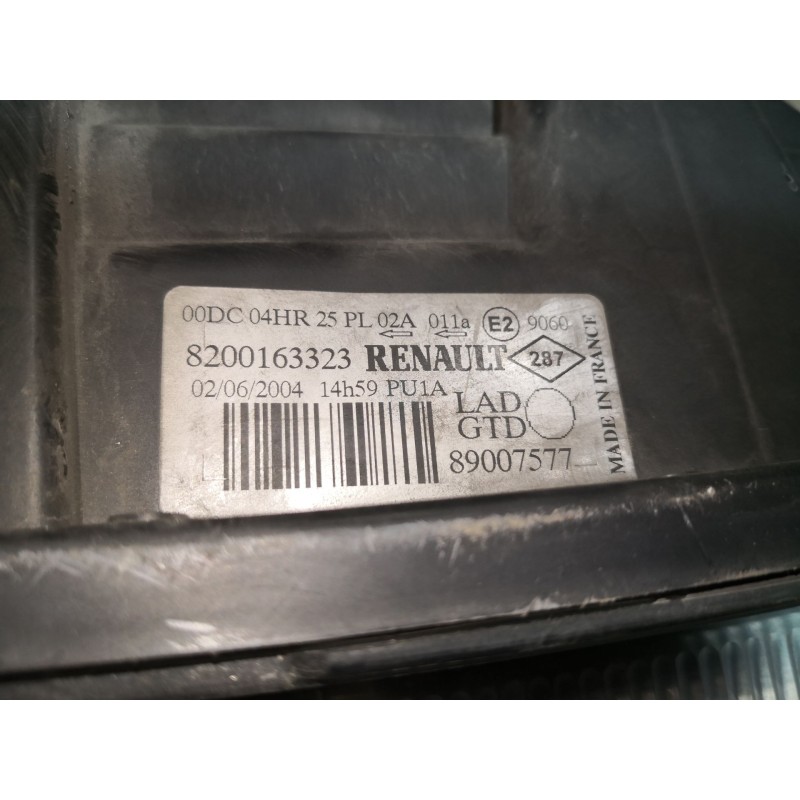 00DC 04HR 25 PL 02A 011a E2 9060
8200163323 RENAULT 287
02/06/2004 14h59 PU1A
LAD
GTD
89007577
MADE IN FRANCE